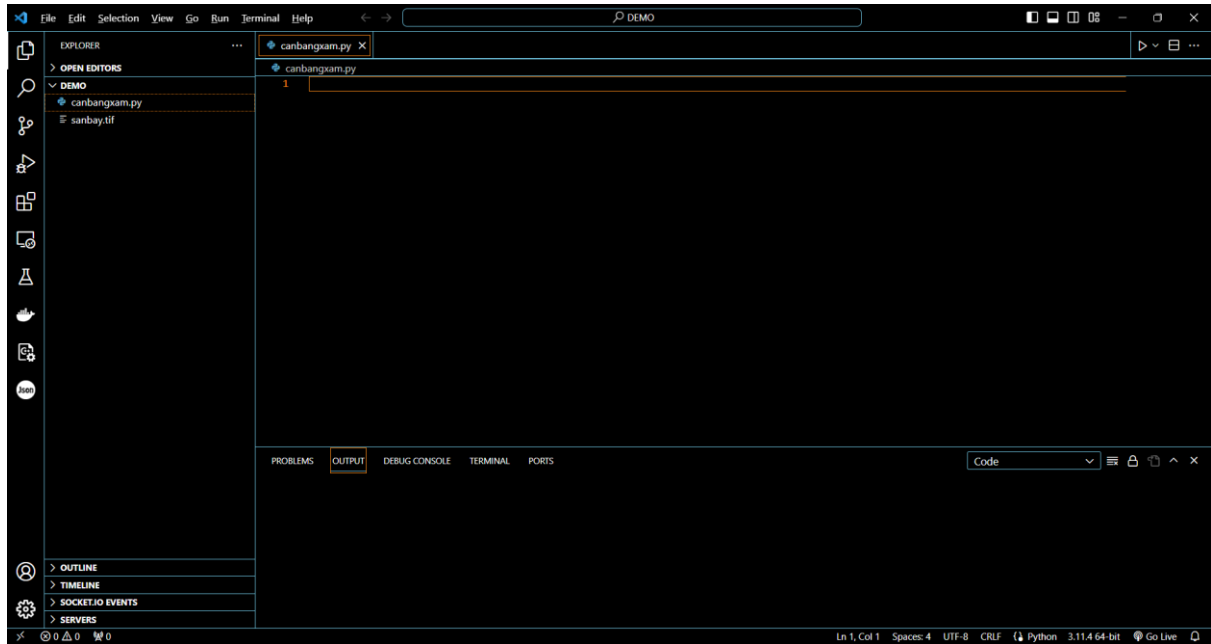 File Edit Selection View Go Run Terminal Help DEMO
EXPLORER
OPEN EDITORS
DEMO
canbangxam.py
sanbay.tif
canbangxam.py
canbangxam.py
1
PROBLEMS OUTPUT DEBUG CONSOLE TERMINAL PORTS Code
OUTLINE
TIMELINE
SOCKET.IO EVENTS
SERVERS
Json
0 0 0 Ln 1, Col 1 Spaces: 4 UTF-8 CRLF Python 3.11.4 64-bit Go Live